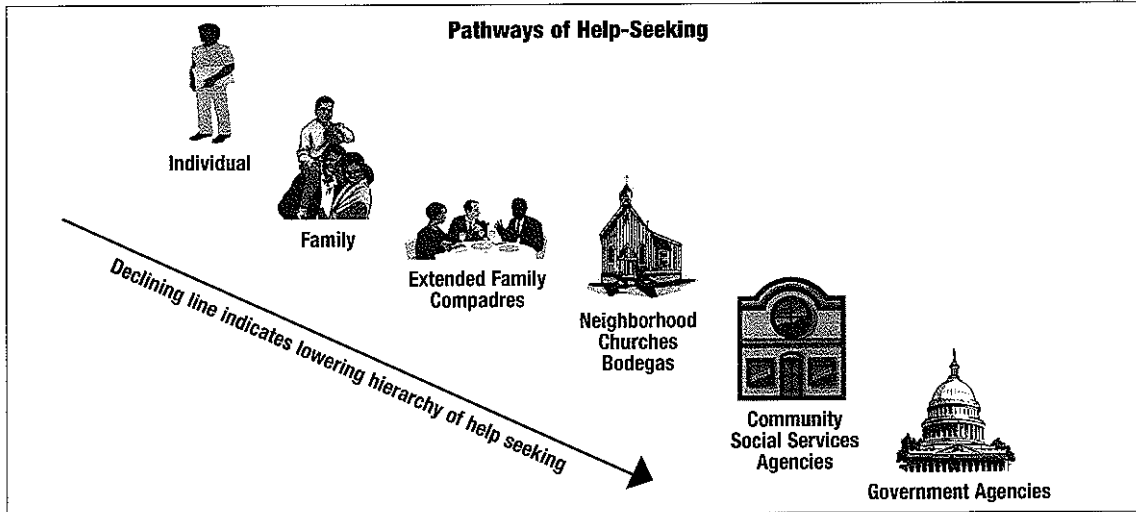 Pathways of Help-Seeking
Individual
Family
Extended Family
Compadres
Neighborhood
Churches
Bodegas
Community
Social Services
Agencies
Government Agencies
Declining line indicates lowering hierarchy of help seeking